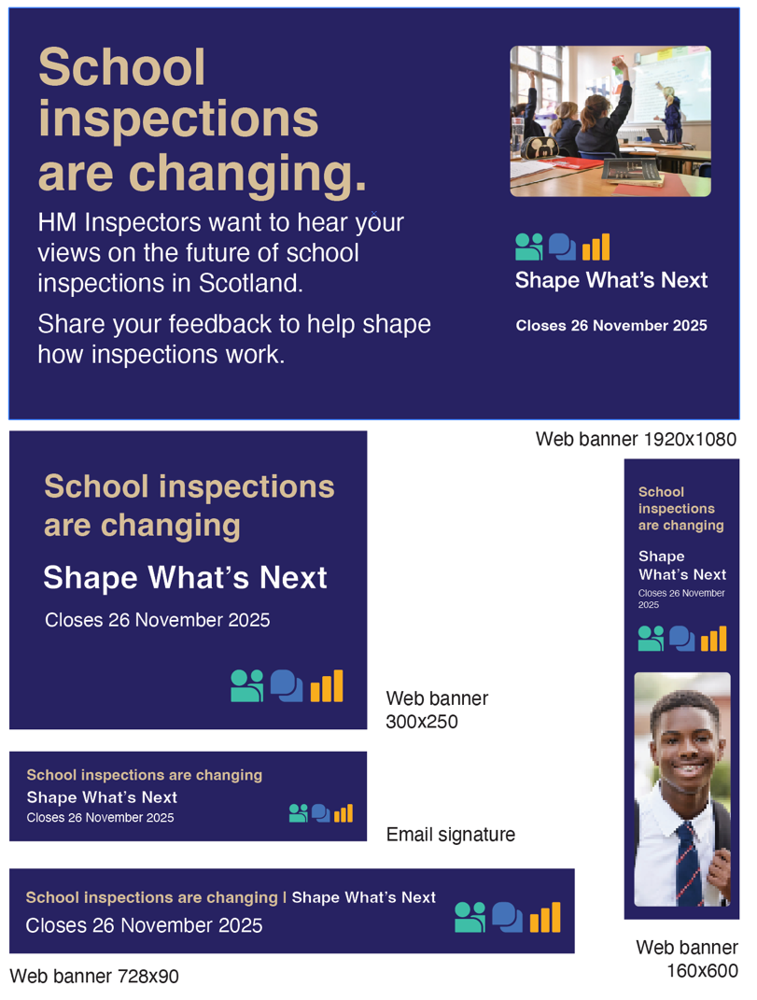 School
inspections
are changing.
HM Inspectors want to hear your
views on the future of school
inspections in Scotland.
Share your feedback to help shape
how inspections work.
Shape What’s Next
Closes 26 November 2025
Web banner 1920x1080
School inspections
are changing
Shape What’s Next
Closes 26 November 2025
Web banner
300x250
School inspections are changing
Shape What’s Next
Closes 26 November 2025
Email signature
School inspections are changing | Shape What’s Next
Closes 26 November 2025
Web banner 728x90
School
inspections
are changing
Shape
What’s Next
Closes 26 November
2025
Web banner
160x600